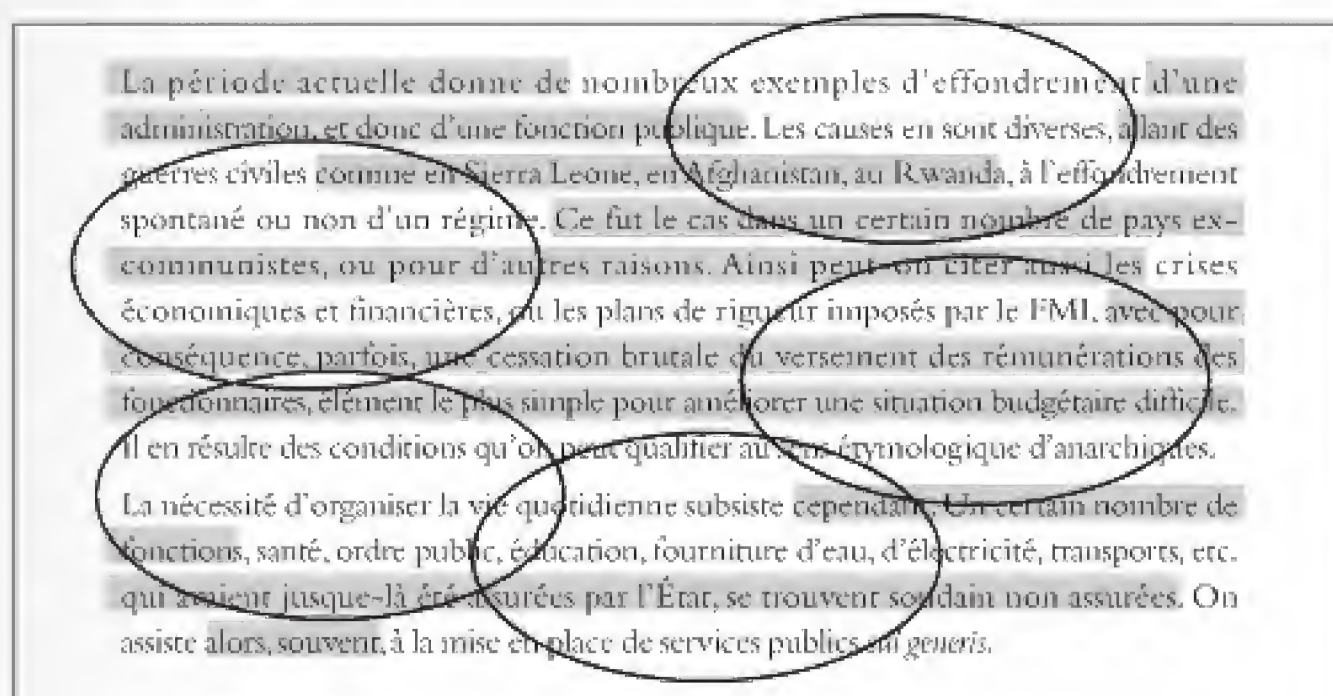 La période actuelle donne de nombreux exemples d'effondrement d'une
administration, et donc d'une fonction publique. Les causes en sont diverses, allant des
guerres civiles comme en Sierra Leone, en Afghanistan, au Rwanda, à l'effondrement
spontané ou non d'un régime. Ce fut le cas dans un certain nombre de pays ex-
communistes, ou pour d'autres raisons. Ainsi peut-on citer aussi les crises
économiques et financières, ou les plans de rigueur imposés par le FMI, avec pour
conséquence, parfois, une cessation brutale du versement des rémunérations des
fonctionnaires, élément le plus simple pour améliorer une situation budgétaire difficile.
Il en résulte des conditions qu'on peut qualifier au sens étymologique d'anarchiques.
La nécessité d'organiser la vie quotidienne subsiste cependant. Un certain nombre de
fonctions, santé, ordre public, éducation, fourniture d'eau, d'électricité, transports, etc.
qui avaient jusque-là été assurées par l'État, se trouvent soudain non assurées. On
assiste alors, souvent, à la mise en place de services publics sui generis.